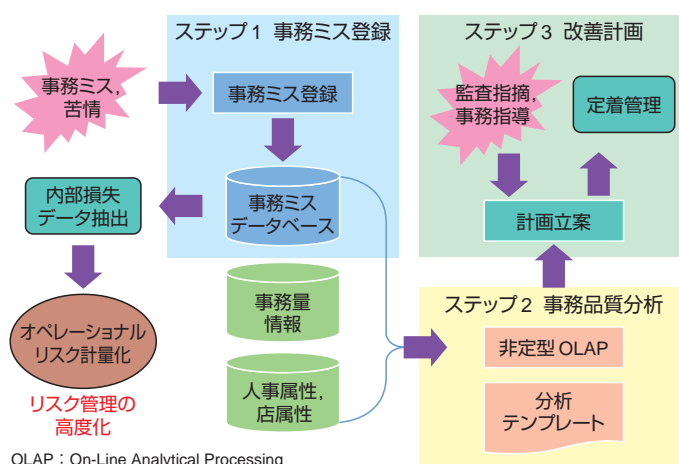 ステップ1 事務ミス登録
事務ミス,
苦情
事務ミス登録
事務ミス
データベース
内部損失
データ抽出
オペレーショナル
リスク計量化
リスク管理の
高度化
事務量
情報
人事属性,
店属性
ステップ3 改善計画
監査指摘,
事務指導
定着管理
計画立案
ステップ2 事務品質分析
非定型 OLAP
分析
テンプレート
OLAP：On-Line Analytical Processing